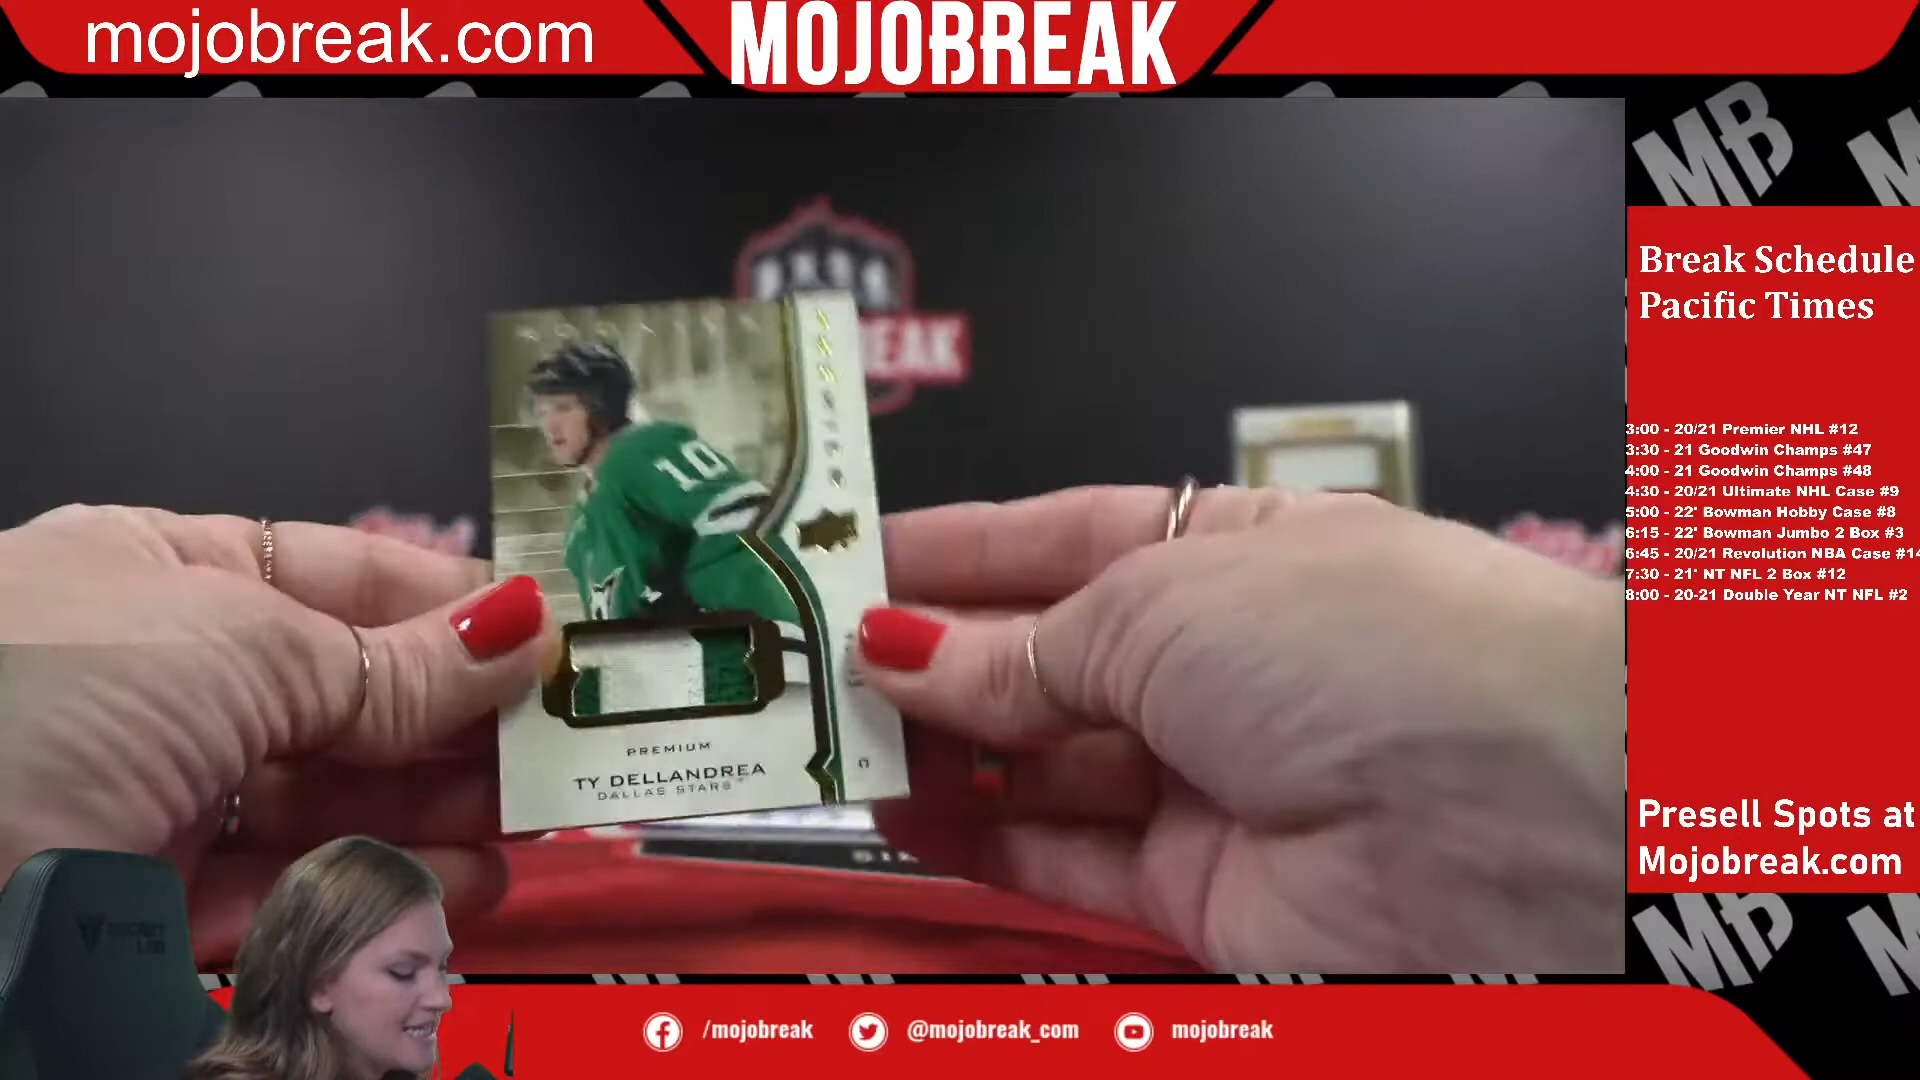 mojobreak.com
MOJOBREAK
MB
Break Schedule
Pacific Times
3:00 - 20/21 Premier NHL #12
3:30 - 21 Goodwin Champs #47
4:00 - 21 Goodwin Champs #48
4:30 - 20/21 Ultimate NHL Case #9
5:00 - 22' Bowman Hobby Case #8
6:15 - 22' Bowman Jumbo 2 Box #3
6:45 - 20/21 Revolution NBA Case #14
7:30 - 21' NT NFL 2 Box #12
8:00 - 20-21 Double Year NT NFL #2
Presell Spots at
Mojobreak.com
MB
EAK
10
PREMIUM
TY DELLANDREA
DALLAS STARS
/mojobreak
@mojobreak_com
mojobreak